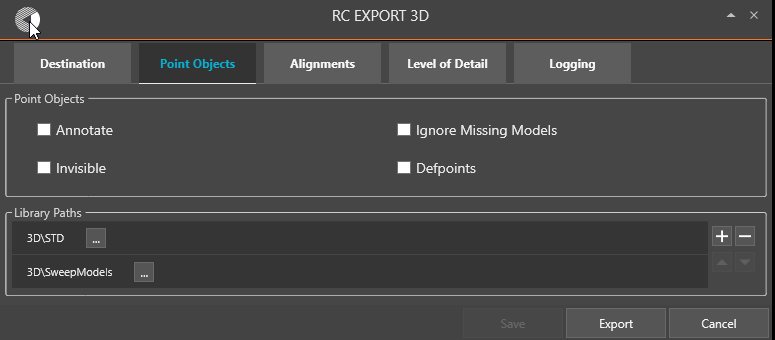 RC EXPORT 3D
Destination Point Objects Alignments Level of Detail Logging
Point Objects
Annotate Ignore Missing Models
Invisible Defpoints
Library Paths
3D\STD ...
3D\SweepModels ...
Save Export Cancel